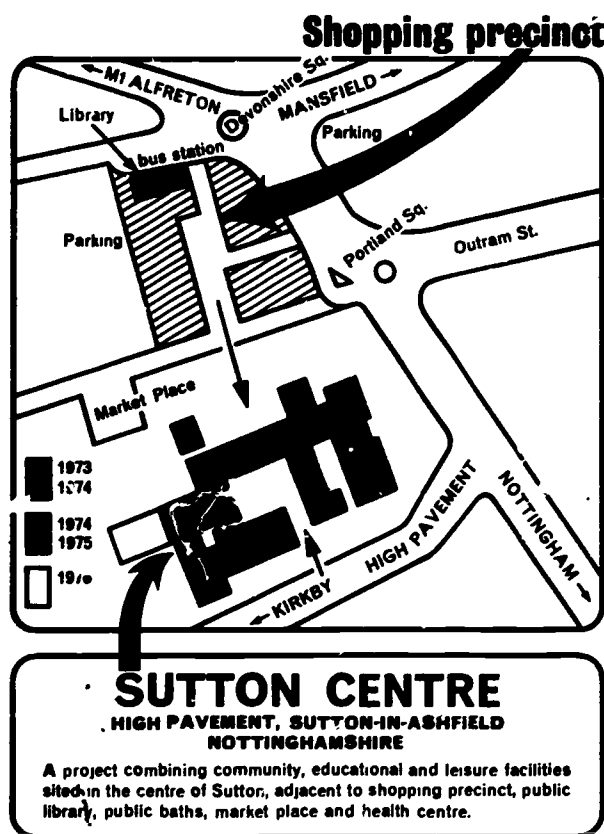 Shopping precinct
M1 ALFRETON
Devonshire Sq.
MANSFIELD
Library
Parking
bus station
Parking
Portland Sq.
Outram St.
Market Place
1973
1974
1974
1975
HIGH PAVEMENT
NOTTINGHAM
KIRKBY
SUTTON CENTRE
HIGH PAVEMENT, SUTTON-IN-ASHFIELD
NOTTINGHAMSHIRE
A project combining community, educational and leisure facilities
sited in the centre of Sutton, adjacent to shopping precinct, public
library, public baths, market place and health centre.